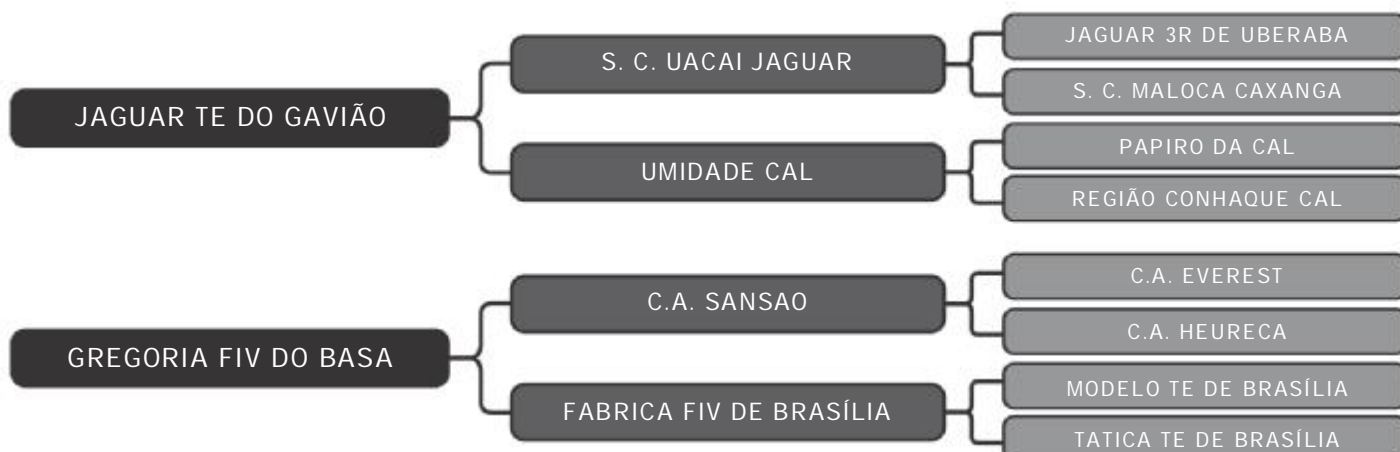 JAGUAR TE DO GAVIÃO
S. C. UACAI JAGUAR
JAGUAR 3R DE UBERABA
S. C. MALOCA CAXANGA
UMIDADE CAL
PAPIRO DA CAL
REGIÃO CONHAQUE CAL
GREGORIA FIV DO BASA
C.A. SANSAO
C.A. EVEREST
C.A. HEURECA
FABRICA FIV DE BRASÍLIA
MODELO TE DE BRASÍLIA
TATICA TE DE BRASÍLIA